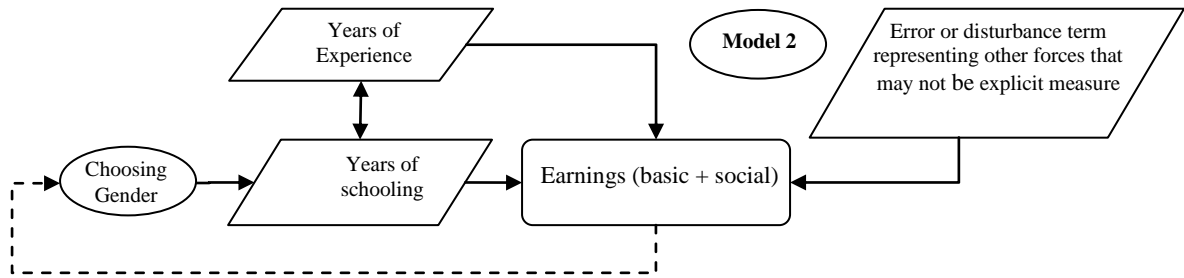 Years of
Experience
Model 2
Error or disturbance term
representing other forces that
may not be explicit measure
Choosing
Gender
Years of
schooling
Earnings (basic + social)